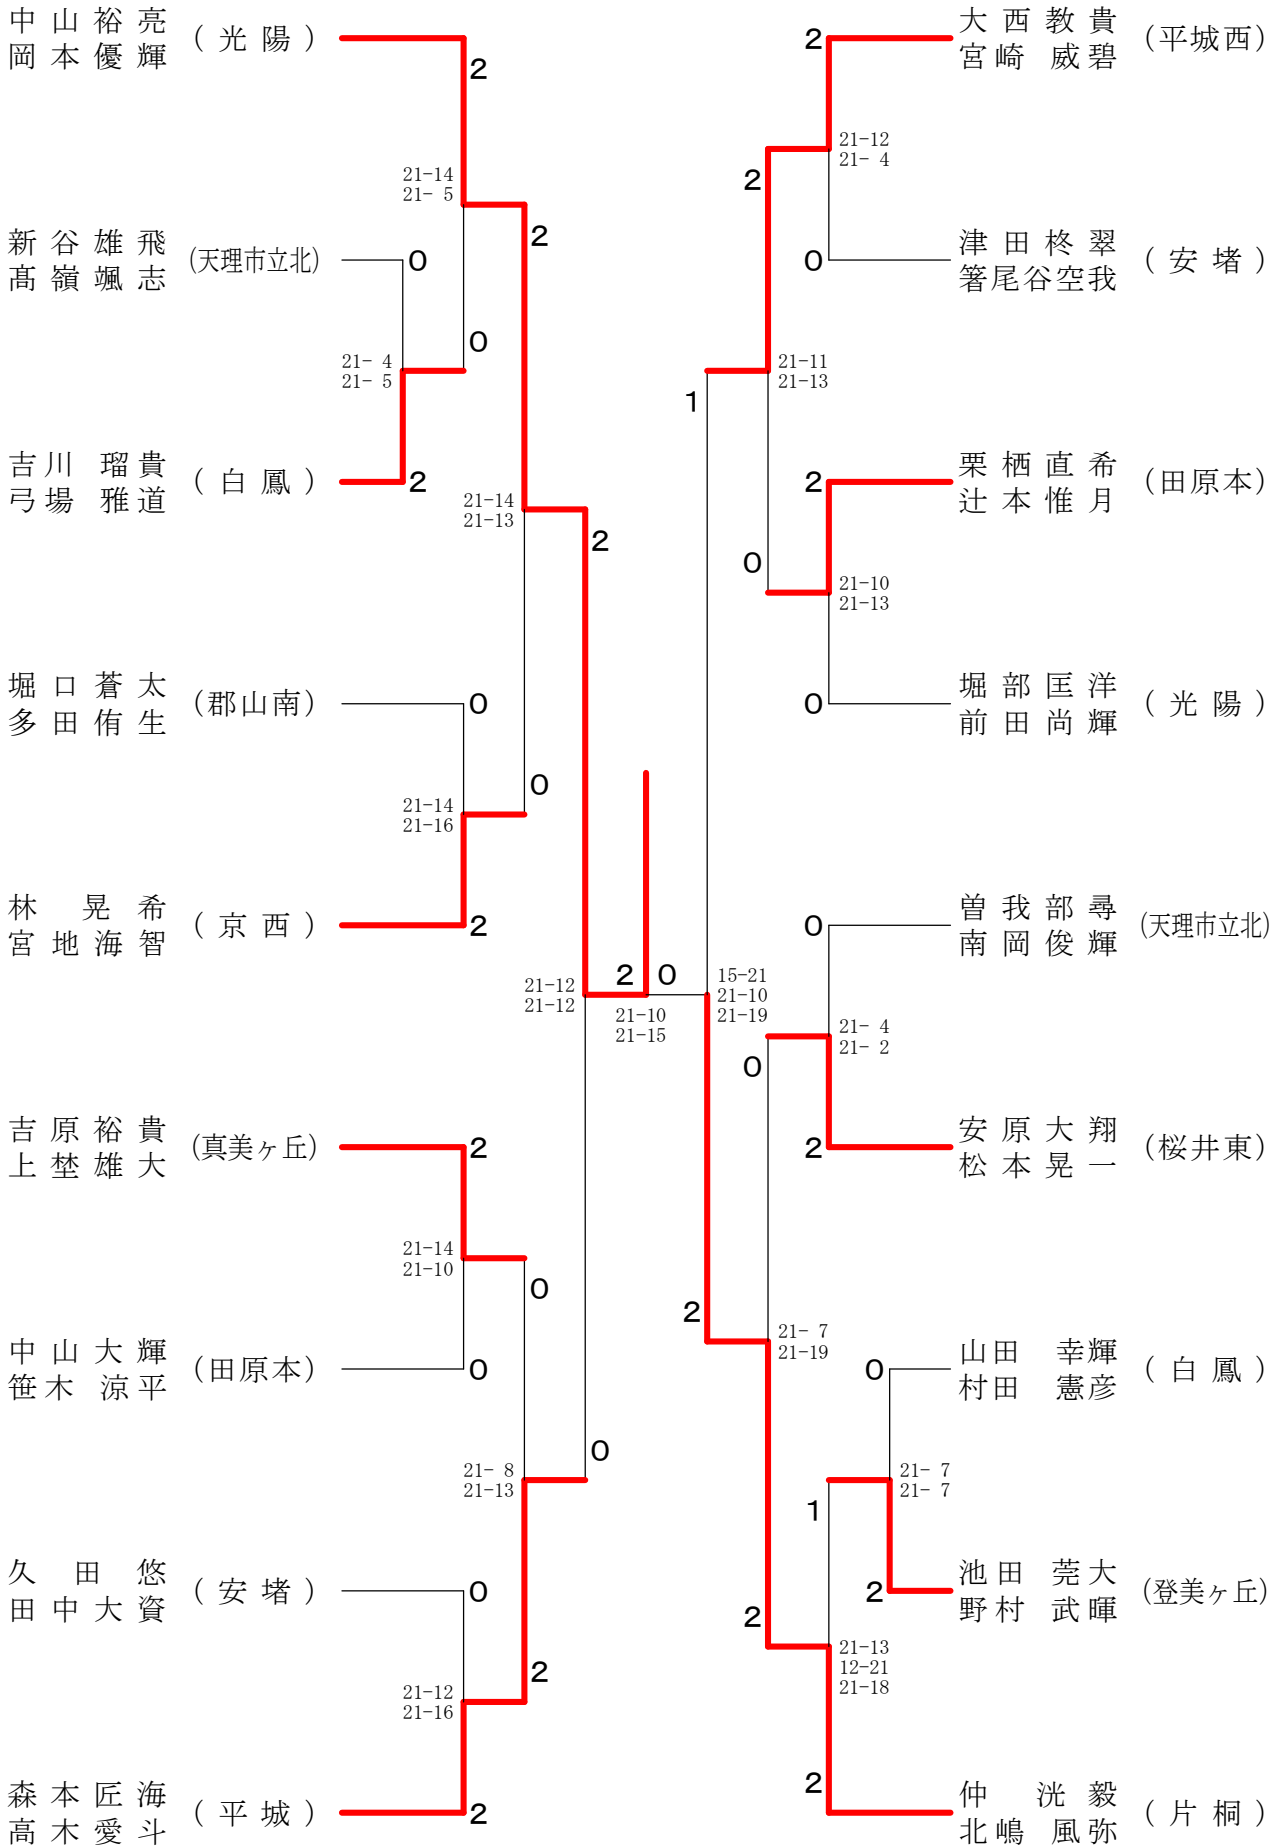 中山裕亮
岡本優輝
(光陽)
2
21-14
21- 5
2
新谷雄飛
髙嶺颯志
(天理市立北)
0
0
21- 4
21- 5
吉川 瑠貴
弓場 雅道
(白鳳)
2
21-14
21-13
2
堀口蒼太
多田侑生
(郡山南)
0
0
21-14
21-16
林 晃希
宮地海智
(京西)
2
21-12
21-12
2
0
21-10
21-15
吉原裕貴
上埜雄大
(真美ヶ丘)
2
21-14
21-10
0
中山大輝
笹木 涼平
(田原本)
0
0
21- 8
21-13
久田悠
田中大資
(安堵)
0
2
21-12
21-16
森本匠海
高木愛斗
(平城)
2
2
大西教貴
宮崎 威碧
(平城西)
21-12
21- 4
2
0
津田柊翠
箸尾谷空我
(安堵)
21-11
21-13
1
2
栗栖直希
辻本惟月
(田原本)
0
21-10
21-13
0
堀部匡洋
前田尚輝
(光陽)
0
曽我部尋
南岡俊輝
(天理市立北)
15-21
21-10
21-19
21- 4
21- 2
0
2
安原大翔
松本晃一
(桜井東)
2
21- 7
21-19
0
山田 幸輝
村田 憲彦
(白鳳)
21- 7
21- 7
1
2
池田 莞大
野村 武暉
(登美ヶ丘)
2
21-13
12-21
21-18
2
仲 洸毅
北嶋 風弥
(片桐)